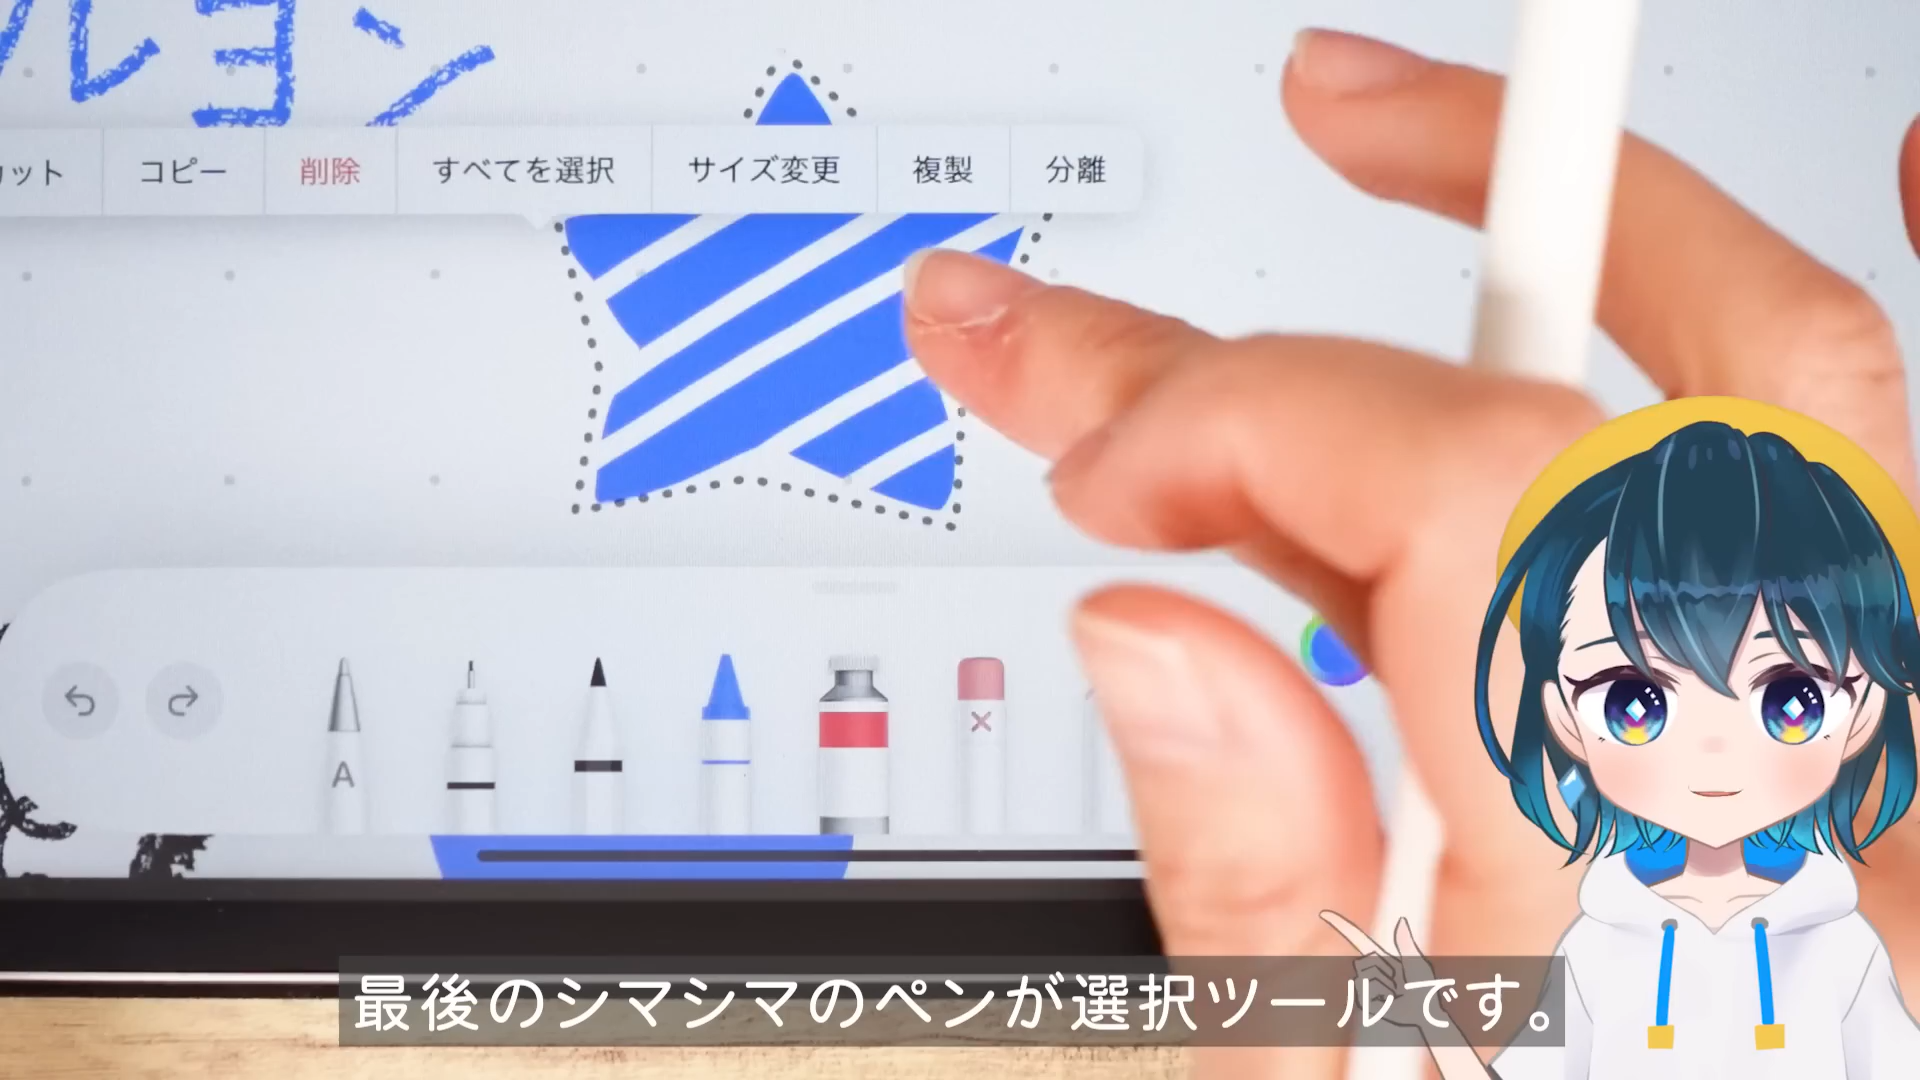 ルヨン
カット コピー 削除 すべてを選択 サイズ変更 複製 分離
A
最後のシマシマのペンが選択ツールです。